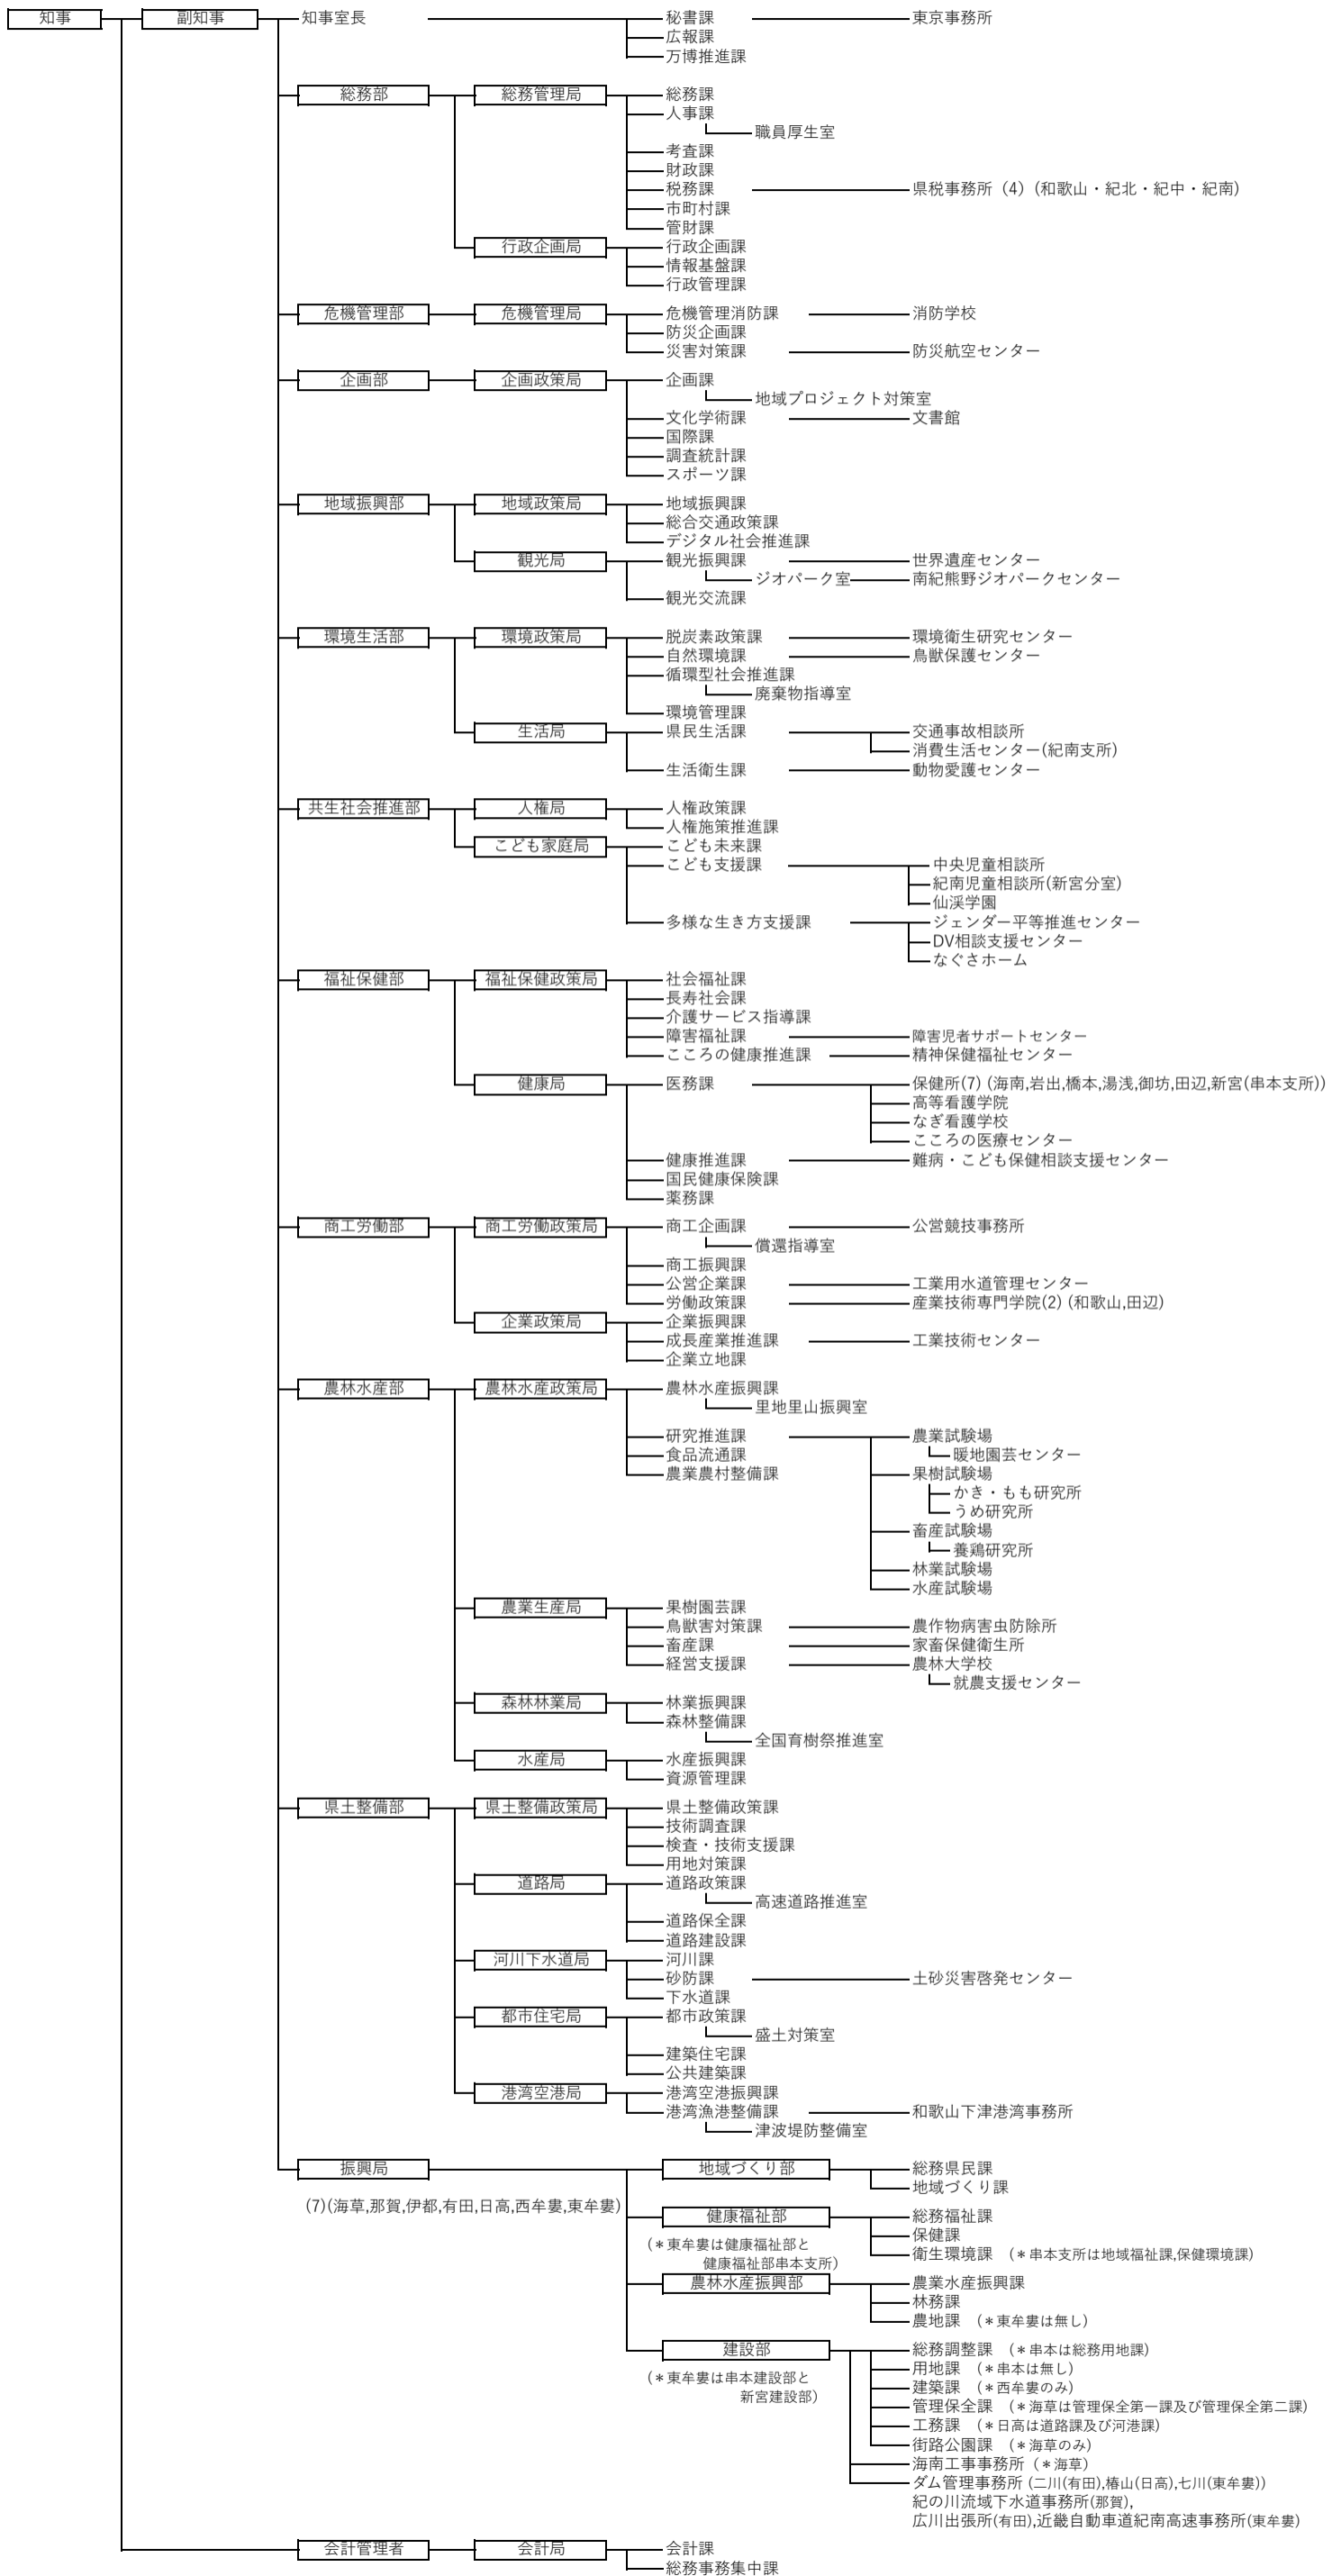 知事 副知事 知事室長 秘書課 東京事務所
広報課
万博推進課
総務部 総務管理局 総務課
人事課
職員厚生室
考査課
財政課
税務課 県税事務所（4）(和歌山・紀北・紀中・紀南)
市町村課
管財課
行政企画局 行政企画課
情報基盤課
行政管理課
危機管理部 危機管理局 危機管理消防課 消防学校
防災企画課
災害対策課 防災航空センター
企画部 企画政策局 企画課
地域プロジェクト対策室
文化学術課 文書館
国際課
調査統計課
スポーツ課
地域振興部 地域政策局 地域振興課
総合交通政策課
デジタル社会推進課
観光局 観光振興課 世界遺産センター
ジオパーク室 南紀熊野ジオパークセンター
観光交流課
環境生活部 環境政策局 脱炭素政策課 環境衛生研究センター
自然環境課 鳥獣保護センター
循環型社会推進課
廃棄物指導室
環境管理課
生活局 県民生活課 交通事故相談所
消費生活センター(紀南支所)
生活衛生課 動物愛護センター
共生社会推進部 人権局 人権政策課
人権施策推進課
こども家庭局 こども未来課
こども支援課 中央児童相談所
紀南児童相談所(新宮分室)
仙渓学園
多様な生き方支援課 ジェンダー平等推進センター
DV相談支援センター
なぐさホーム
福祉保健部 福祉保健政策局 社会福祉課
長寿社会課
介護サービス指導課
障害福祉課 障害児者サポートセンター
こころの健康推進課 精神保健福祉センター
健康局 医務課 保健所(7) (海南,岩出,橋本,湯浅,御坊,田辺,新宮(串本支所))
高等看護学院
なぎ看護学校
こころの医療センター
健康推進課 難病・こども保健相談支援センター
国民健康保険課
薬務課
商工労働部 商工労働政策局 商工企画課 公営競技事務所
償還指導室
商工振興課
公営企業課 工業用水道管理センター
労働政策課 産業技術専門学院(2) (和歌山,田辺)
企業政策局 企業振興課
成長産業推進課 工業技術センター
企業立地課
農林水産部 農林水産政策局 農林水産振興課
里地里山振興室
研究推進課 農業試験場
食品流通課 暖地園芸センター
農業農村整備課 果樹試験場
かき・もも研究所
うめ研究所
畜産試験場
養鶏研究所
林業試験場
水産試験場
農業生産局 果樹園芸課
鳥獣害対策課 農作物病害虫防除所
畜産課 家畜保健衛生所
経営支援課 農林大学校
就農支援センター
森林林業局 林業振興課
森林整備課
全国育樹祭推進室
水産局 水産振興課
資源管理課
県土整備部 県土整備政策局 県土整備政策課
技術調査課
検査・技術支援課
用地対策課
道路局 道路政策課
高速道路推進室
道路保全課
道路建設課
河川下水道局 河川課
砂防課 土砂災害啓発センター
下水道課
都市住宅局 都市政策課
盛土対策室
建築住宅課
公共建築課
港湾空港局 港湾空港振興課
港湾漁港整備課 和歌山下津港湾事務所
津波堤防整備室
振興局 地域づくり部 総務県民課
地域づくり課
(7)(海草,那賀,伊都,有田,日高,西牟婁,東牟婁)
健康福祉部 総務福祉課
保健課
(＊東牟婁は健康福祉部と 衛生環境課 (＊串本支所は地域福祉課,保健環境課)
健康福祉部串本支所)
農林水産振興部 農業水産振興課
林務課
農地課 (＊東牟婁は無し)
建設部 総務調整課 (＊串本は総務用地課)
用地課 (＊串本は無し)
(＊東牟婁は串本建設部と 建築課 (＊西牟婁のみ)
新宮建設部) 管理保全課 (＊海草は管理保全第一課及び管理保全第二課)
工務課 (＊日高は道路課及び河港課)
街路公園課 (＊海草のみ)
海南工事事務所 (＊海草)
ダム管理事務所 (二川(有田),椿山(日高),七川(東牟婁))
紀の川流域下水道事務所(那賀),
広川出張所(有田),近畿自動車道紀南高速事務所(東牟婁)
会計管理者 会計局 会計課
総務事務集中課